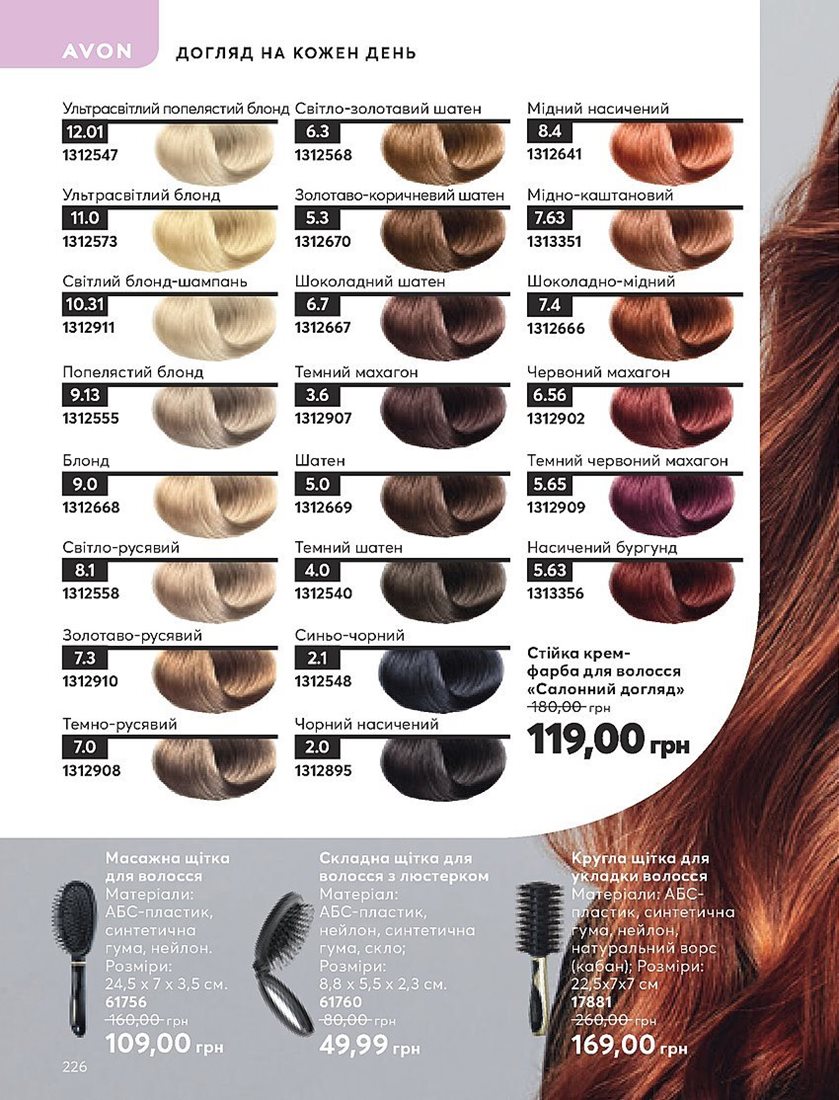 AVON
ДОГЛЯД НА КОЖЕН ДЕНЬ
Ультрасвітлий попелястий блонд
12.01
1312547
Ультрасвітлий блонд
11.0
1312573
Світлий блонд-шампань
10.31
1312911
Попелястий блонд
9.13
1312555
Блонд
9.0
1312668
Світло-русявий
8.1
1312558
Золотаво-русявий
7.3
1312910
Темно-русявий
7.0
1312908
Світло-золотавий шатен
6.3
1312568
Золотаво-коричневий шатен
5.3
1312670
Шоколадний шатен
6.7
1312667
Темний махагон
3.6
1312907
Шатен
5.0
1312669
Темний шатен
4.0
1312540
Синьо-чорний
2.1
1312548
Чорний насичений
2.0
1312895
Мідний насичений
8.4
1312641
Мідно-каштановий
7.63
1313351
Шоколадно-мідний
7.4
1312666
Червоний махагон
6.56
1312902
Темний червоний махагон
5.65
1312909
Насичений бургунд
5.63
1313356
Стійка крем-
фарба для волосся
«Салонний догляд»
180,00 грн
119,00 грн
Масажна щітка
для волосся
Матеріали:
АБС-пластик,
синтетична
гума, нейлон.
Розміри:
24,5 х 7 х 3,5 см.
61756
160,00 грн
109,00 грн
Складна щітка для
волосся з люстерком
Матеріал:
АБС-пластик,
нейлон, синтетична
гума, скло;
Розміри:
8,8 х 5,5 х 2,3 см.
61760
80,00 грн
49,99 грн
Кругла щітка для
укладки волосся
Матеріали: АБС-
пластик, синтетична
гума, нейлон,
натуральний ворс
(кабан); Розміри:
22,5х7х7 см
17881
260,00 грн
169,00 грн
226